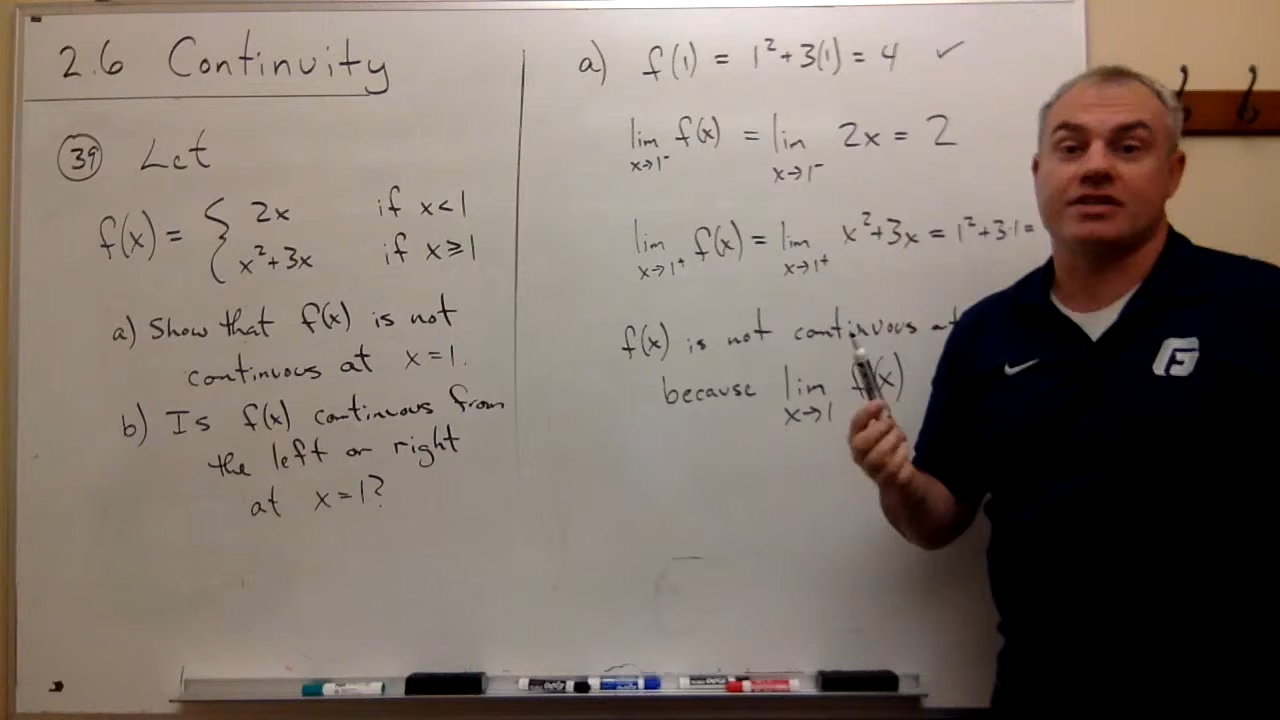 2.6 Continuity
39 Let
f(x) = { 2x if x < 1
x²+3x if x ≥ 1
a) Show that f(x) is not
continuous at x=1.
b) Is f(x) continuous from
the left or right
at x=1?
a) f(1) = 1²+3(1) = 4 ✓
lim x→1⁻ f(x) = lim x→1⁻ 2x = 2
lim x→1⁺ f(x) = lim x→1⁺ x²+3x = 1²+3·1=
f(x) is not continuous at
because lim x→1 f(x)